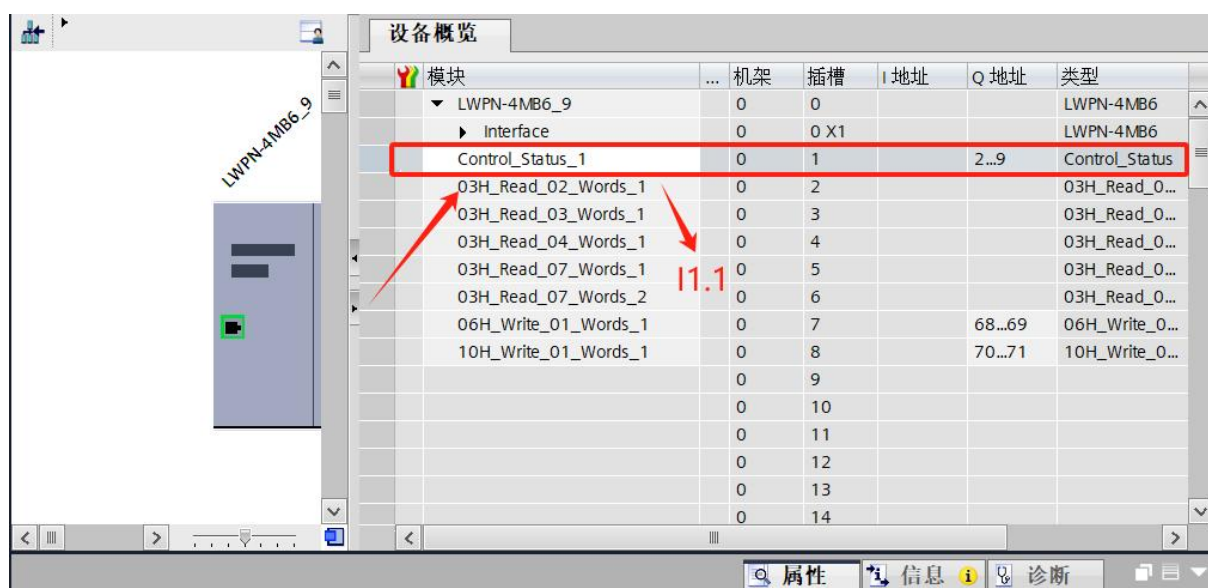 设备概览
模块 ... 机架 插槽 I 地址 Q 地址 类型
LWPN-4MB6_9 0 0 LWPN-4MB6
Interface 0 0 X1 LWPN-4MB6
Control_Status_1 0 1 2...9 Control_Status
03H_Read_02_Words_1 0 2 03H_Read_0...
03H_Read_03_Words_1 0 3 03H_Read_0...
03H_Read_04_Words_1 0 4 03H_Read_0...
03H_Read_07_Words_1 0 5 03H_Read_0...
03H_Read_07_Words_2 0 6 03H_Read_0...
06H_Write_01_Words_1 0 7 68...69 06H_Write_0...
10H_Write_01_Words_1 0 8 70...71 10H_Write_0...
0 9
0 10
0 11
0 12
0 13
0 14
I1.1
LWPN-4MB6_9
属性 信息 诊断